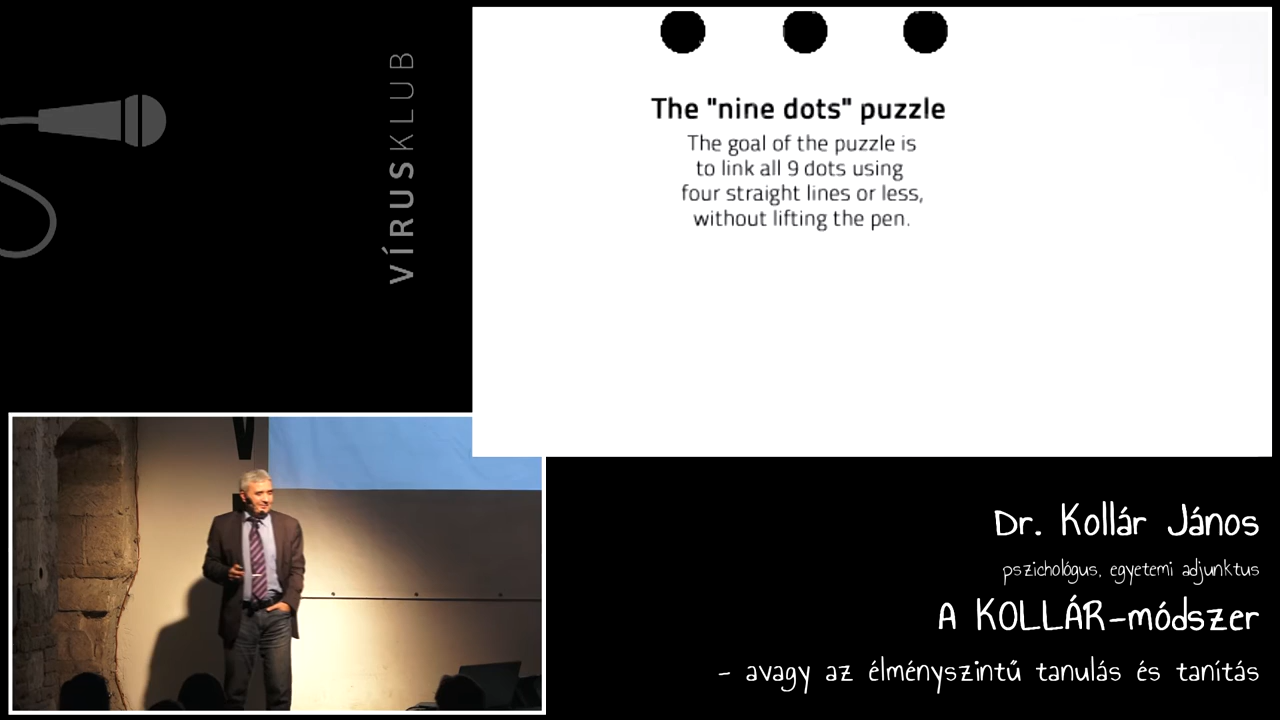 VÍRUSKLUB
The "nine dots" puzzle
The goal of the puzzle is
to link all 9 dots using
four straight lines or less,
without lifting the pen.
Dr. Kollár János
pszichológus, egyetemi adjunktus
A KOLLÁR-módszer
- avagy az élményszintű tanulás és tanítás